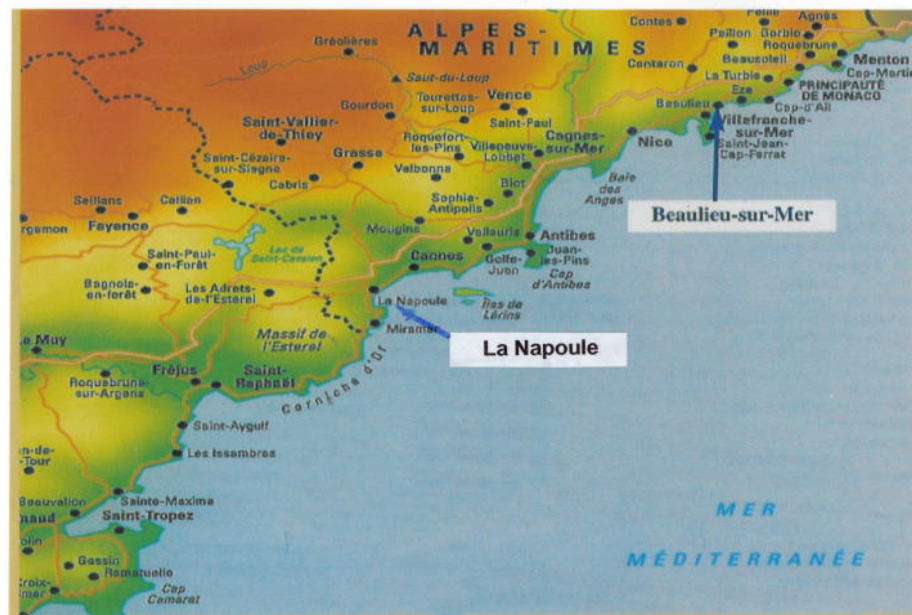 ALPES-
MARITIMES
Gréolières
Loup
Saut-du-Loup
Gourdon
Tourettes-
sur-Loup
Vence
Saint-Paul
Contes
Peille
Peillon
Agnès
Gorbio
Roquebrune
Menton
Cap-Martin
Beausoleil
Cantaron
La Turbie
PRINCIPAUTÉ
DE MONACO
Eze
Cap-d'Ail
Beaulieu
Villefranche-
sur-Mer
Saint-Jean-
Cap-Ferrat
Nice
Saint-Vallier-
de-Thiey
Roquefort-
les-Pins
Villeneuve-
Loubet
Cagnes-
sur-Mer
Saint-Cézaire-
sur-Siagne
Grasse
Cabris
Valbonne
Biot
Sophia-
Antipolis
Baie
des
Anges
Beaulieu-sur-Mer
Seillans
Callian
Fayence
Mougins
Vallauris
Antibes
Juan-
les-Pins
Golfe-
Juan
Cap
d'Antibes
Cannes
Lac de
Saint-Cassien
Saint-Paul-
en-Forêt
Bagnols-
en-forêt
Les Adrets-
de-l'Esterel
La Napoule
Îles de
Lérins
Miramar
La Napoule
Massif de
l'Esterel
Le Muy
Fréjus
Saint-
Raphaël
Corniche d'Or
Roquebrune-
sur-Argens
Saint-Aygulf
Les Issambres
Beauvallon
Sainte-Maxime
Saint-Tropez
Gassin
Ramatuelle
Cap
Camarat
MER
MÉDITERRANÉE